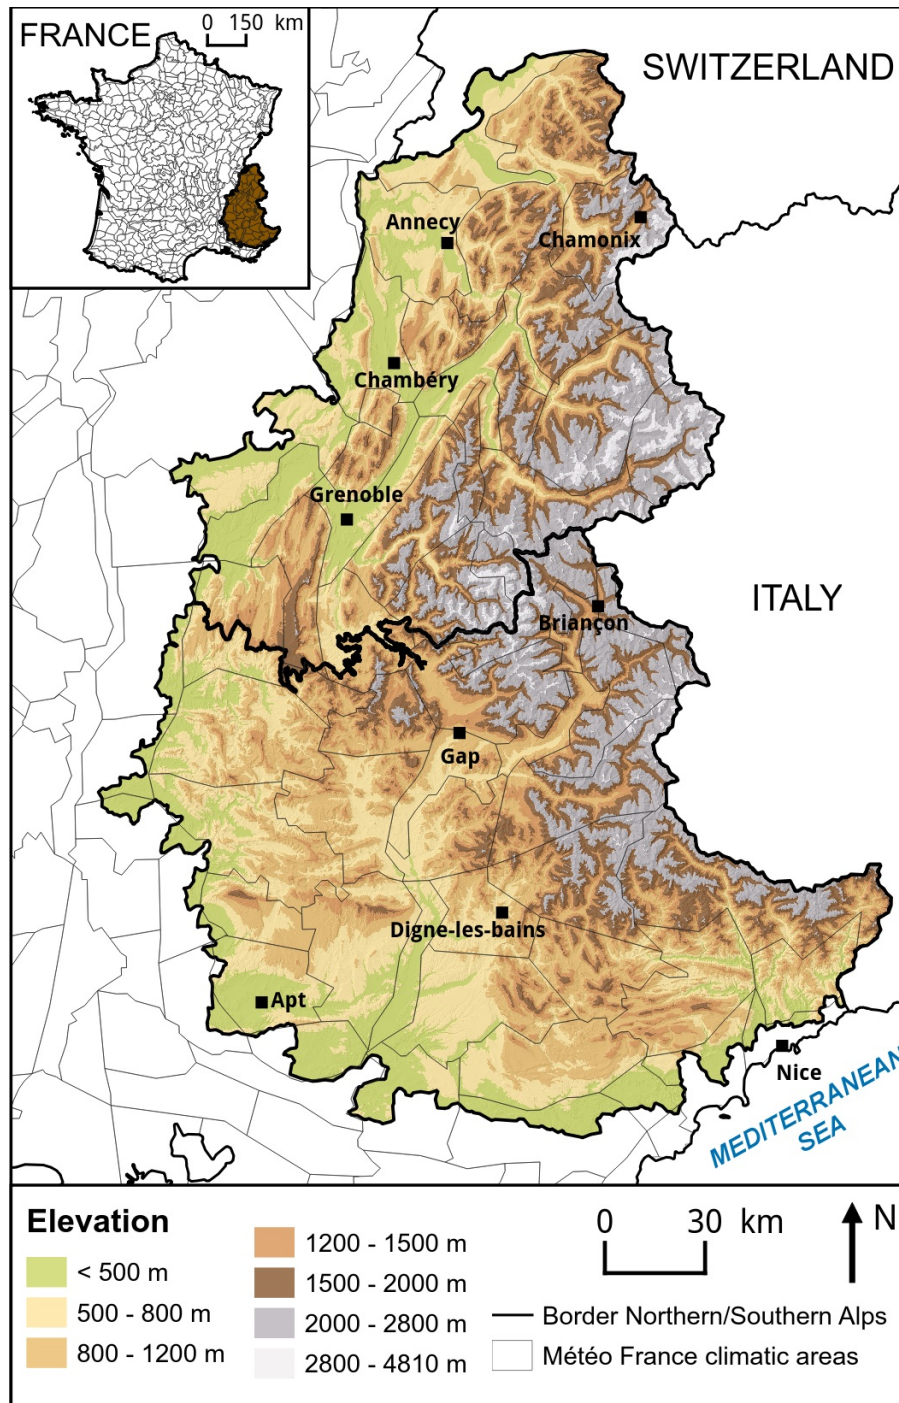 FRANCE
0 150 km
SWITZERLAND
Annecy
Chamonix
Chambéry
Grenoble
ITALY
Briançon
Gap
Digne-les-bains
Apt
Nice
MEDITERRANEAN
SEA
Elevation
< 500 m
500 - 800 m
800 - 1200 m
1200 - 1500 m
1500 - 2000 m
2000 - 2800 m
2800 - 4810 m
0 30 km
N
Border Northern/Southern Alps
Météo France climatic areas